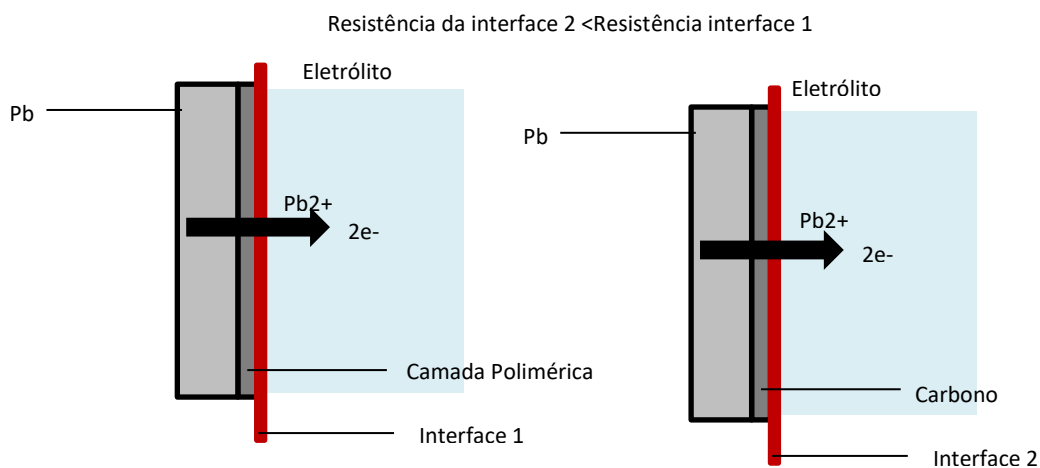 Resistência da interface 2 <Resistência interface 1
Eletrólito
Pb
Pb2+
2e-
Camada Polimérica
Interface 1
Eletrólito
Pb
Pb2+
2e-
Carbono
Interface 2